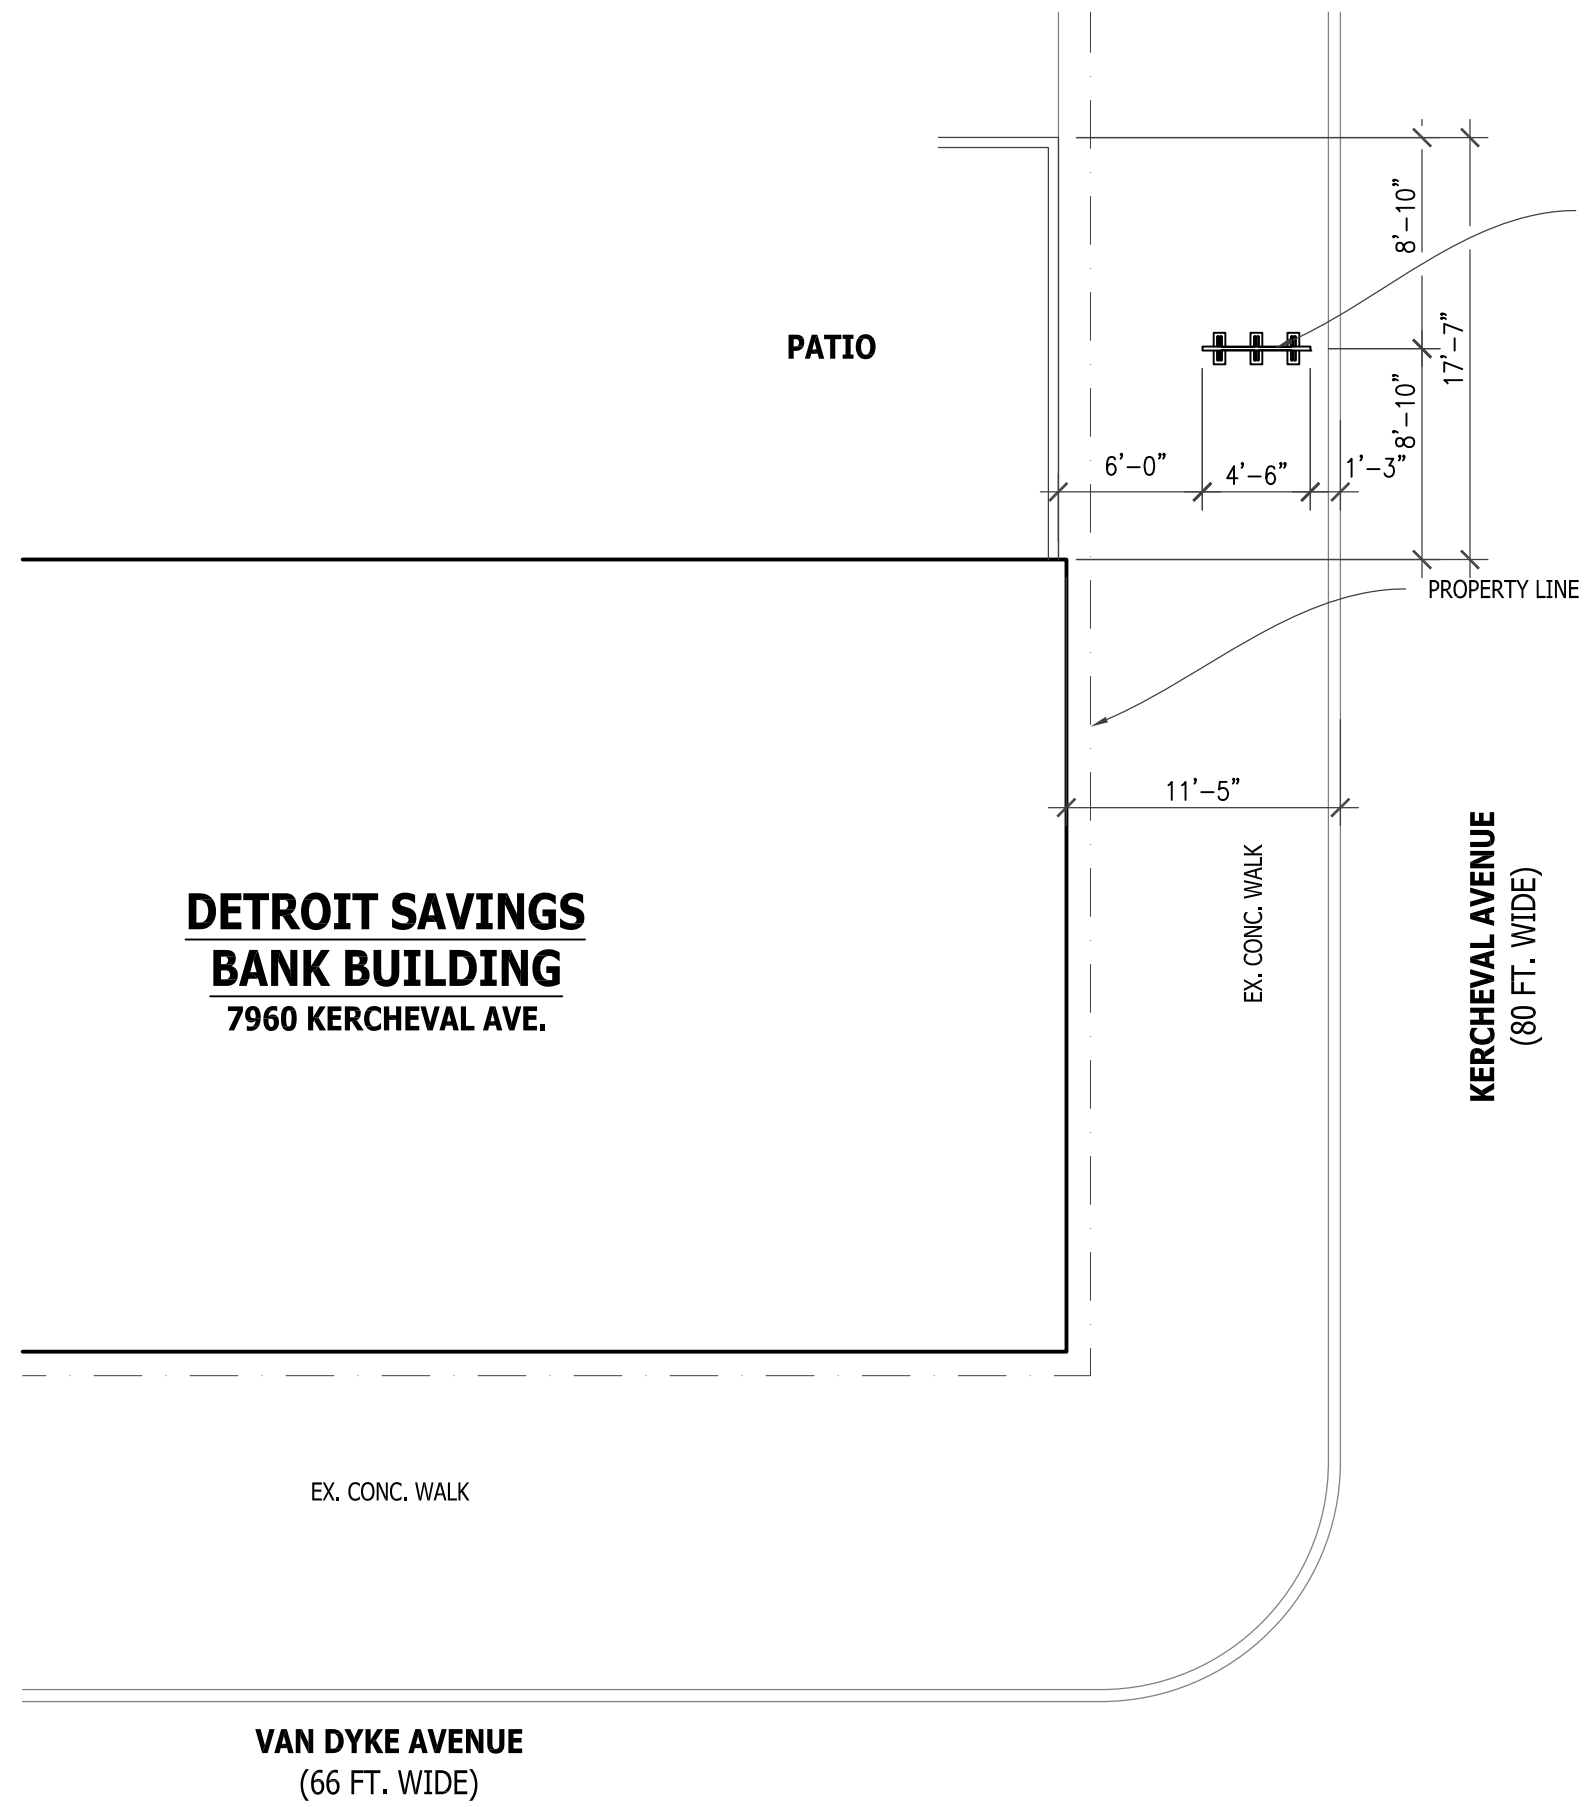 8’-10”
17’-7”
PATIO
8’-10”
6’-0”
4’-6”
1’-3”
PROPERTY LINE
11’-5”
EX. CONC. WALK
KERCHEVAL AVENUE
(80 FT. WIDE)
DETROIT SAVINGS
BANK BUILDING
7960 KERCHEVAL AVE.
EX. CONC. WALK
VAN DYKE AVENUE
(66 FT. WIDE)